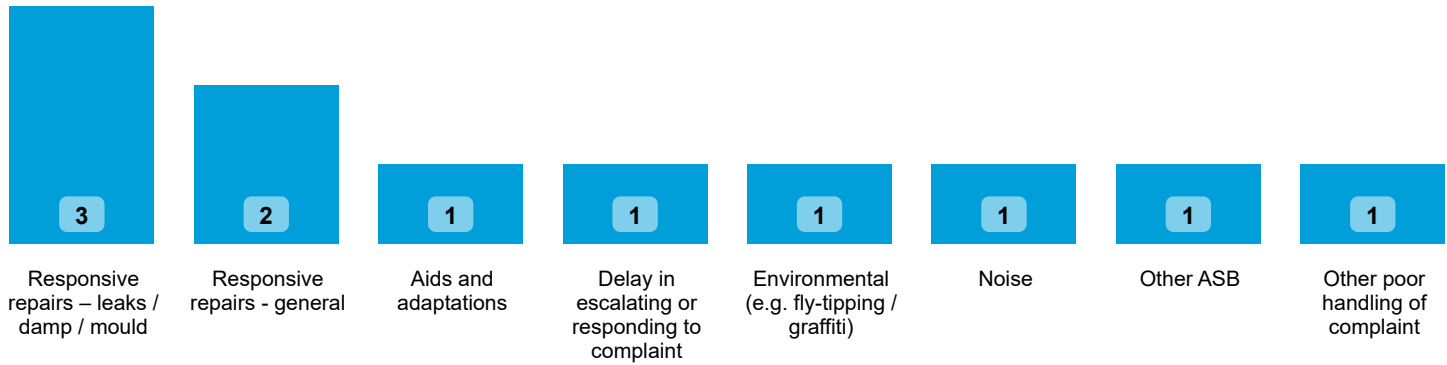 3
2
1
1
1
1
1
1
Responsive
repairs – leaks /
damp / mould
Responsive
repairs - general
Aids and
adaptations
Delay in
escalating or
responding to
complaint
Environmental
(e.g. fly-tipping /
graffiti)
Noise
Other ASB
Other poor
handling of
complaint